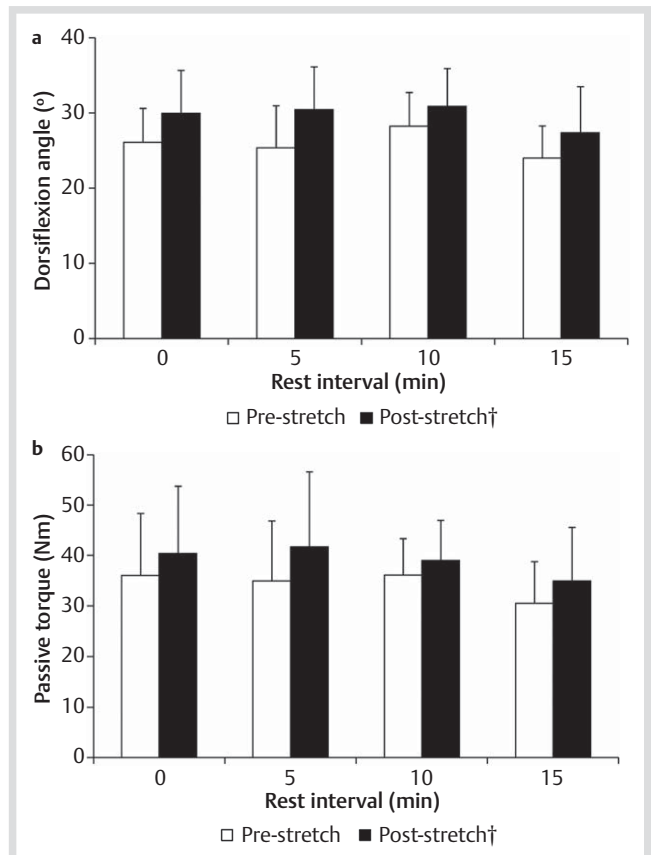 a
40
30
20
10
0
Dorsiflexion angle (º)
0 5 10 15
Rest interval (min)
Pre-stretch Post-stretch†
b
60
50
40
30
20
10
0
Passive torque (Nm)
0 5 10 15
Rest interval (min)
Pre-stretch Post-stretch†